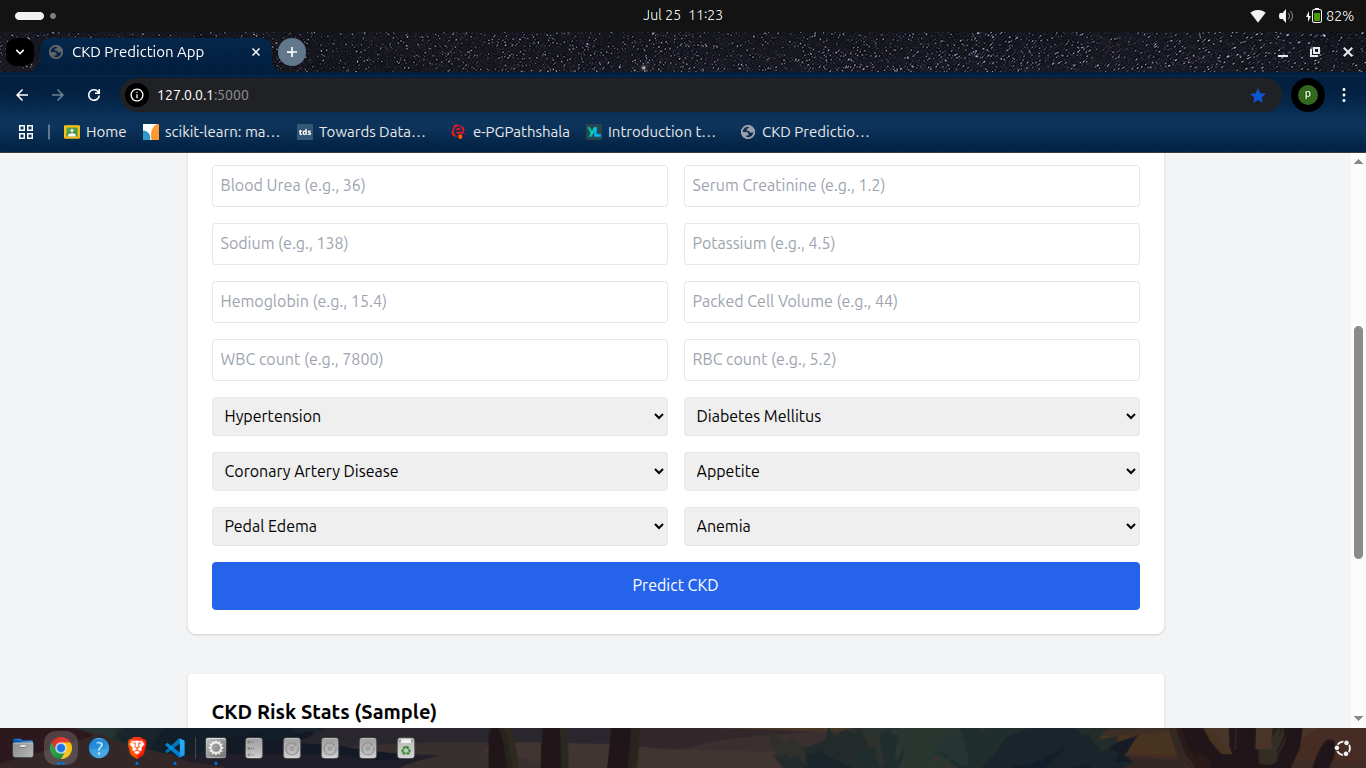 Jul 25 11:23
82%
CKD Prediction App
127.0.0.1:5000
P
Home
scikit-learn: ma...
tds Towards Data...
e-PGPathshala
Introduction t...
CKD Predictio...
Blood Urea (e.g., 36)
Serum Creatinine (e.g., 1.2)
Sodium (e.g., 138)
Potassium (e.g., 4.5)
Hemoglobin (e.g., 15.4)
Packed Cell Volume (e.g., 44)
WBC count (e.g., 7800)
RBC count (e.g., 5.2)
Hypertension
Diabetes Mellitus
Coronary Artery Disease
Appetite
Pedal Edema
Anemia
Predict CKD
CKD Risk Stats (Sample)